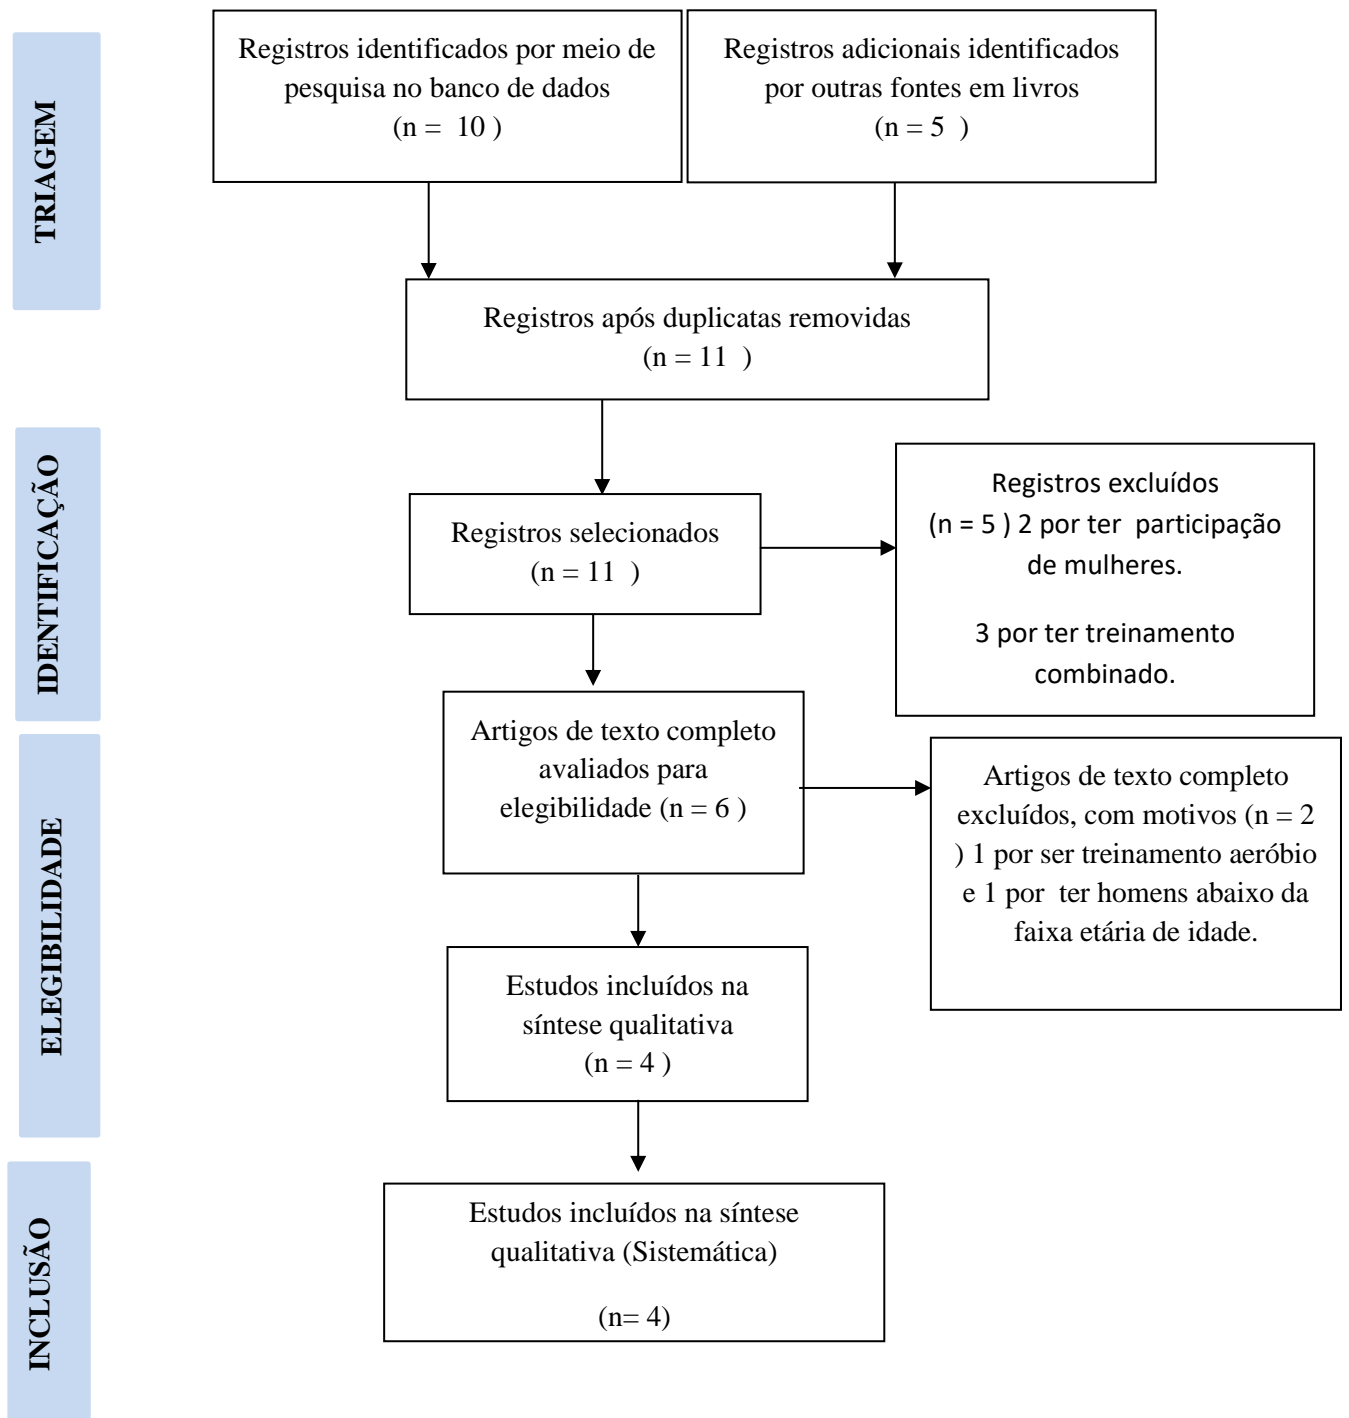 TRIAGEM
Registros identificados por meio de
pesquisa no banco de dados
(n = 10 )
Registros adicionais identificados
por outras fontes em livros
(n = 5 )
Registros após duplicatas removidas
(n = 11 )
IDENTIFICAÇÃO
Registros selecionados
(n = 11 )
Registros excluídos
(n = 5 ) 2 por ter participação
de mulheres.
3 por ter treinamento
combinado.
ELEGIBILIDADE
Artigos de texto completo
avaliados para
elegibilidade (n = 6 )
Artigos de texto completo
excluídos, com motivos (n = 2
) 1 por ser treinamento aeróbio
e 1 por ter homens abaixo da
faixa etária de idade.
Estudos incluídos na
síntese qualitativa
(n = 4 )
INCLUSÃO
Estudos incluídos na síntese
qualitativa (Sistemática)
(n= 4)